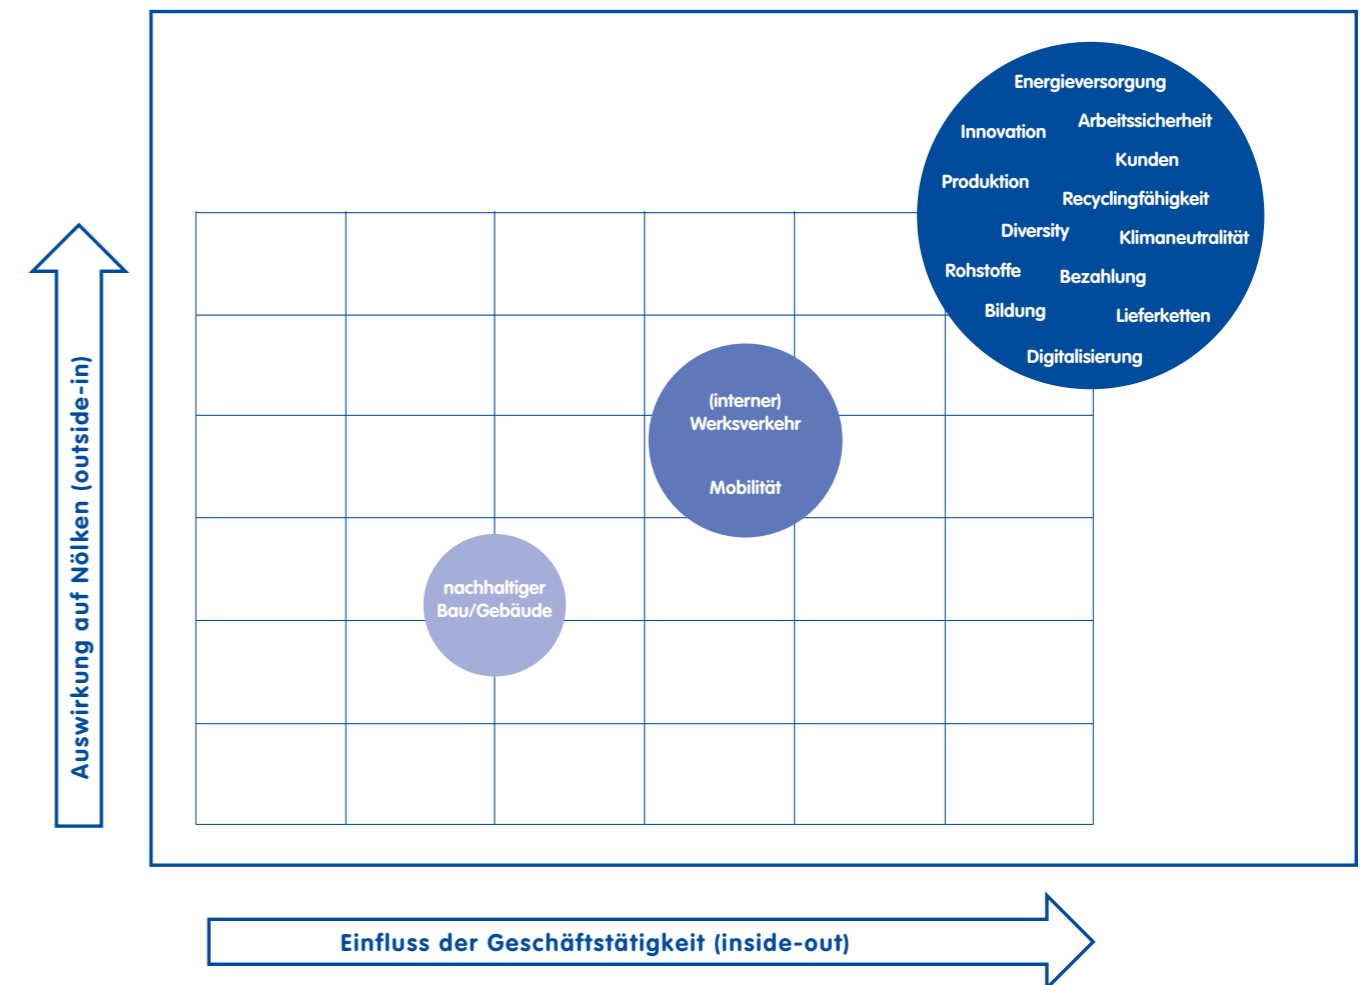 Energieversorgung
Arbeitssicherheit
Innovation
Kunden
Produktion
Recyclingfähigkeit
Diversity
Klimaneutralität
Rohstoffe
Bezahlung
Bildung
Lieferketten
Digitalisierung
(interner)
Werksverkehr
Mobilität
nachhaltiger
Bau/Gebäude
Auswirkung auf Nölken (outside-in)
Einfluss der Geschäftstätigkeit (inside-out)